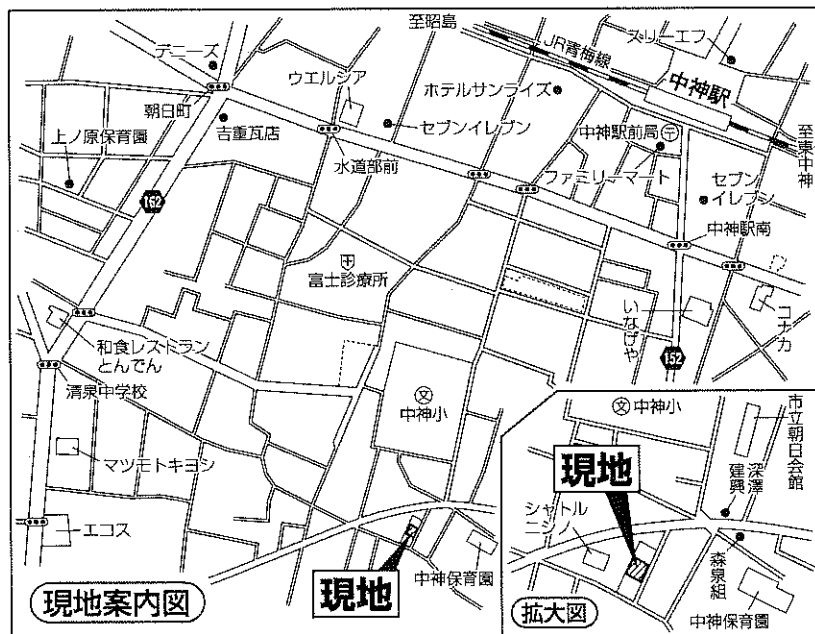 至昭島
JR青梅線
スリーエフ
中神駅
至東中神
デニーズ
ウエルシア
ホテルサンライズ
朝日町
吉重瓦店
セブンイレブン
中神駅前局
上ノ原保育園
水道部前
ファミリーマート
セブン
イレブン
162
中神駅南
富士診療所
いなげや
コナカ
和食レストラン
とんでん
152
清泉中学校
文
中神小
マツモトキヨシ
エコス
現地
中神保育園
現地案内図
文 中神小
市立朝日会館
深澤
建興
現地
シャトル
ニシノ
森泉組
中神保育園
拡大図